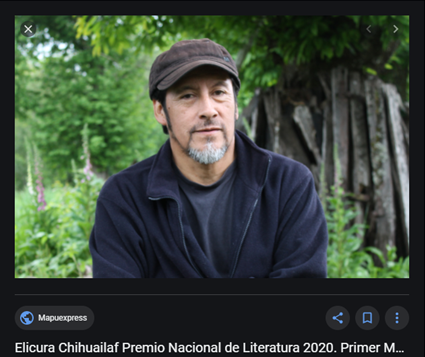 Mapuexpress
Elicura Chihuailaf Premio Nacional de Literatura 2020. Primer M...